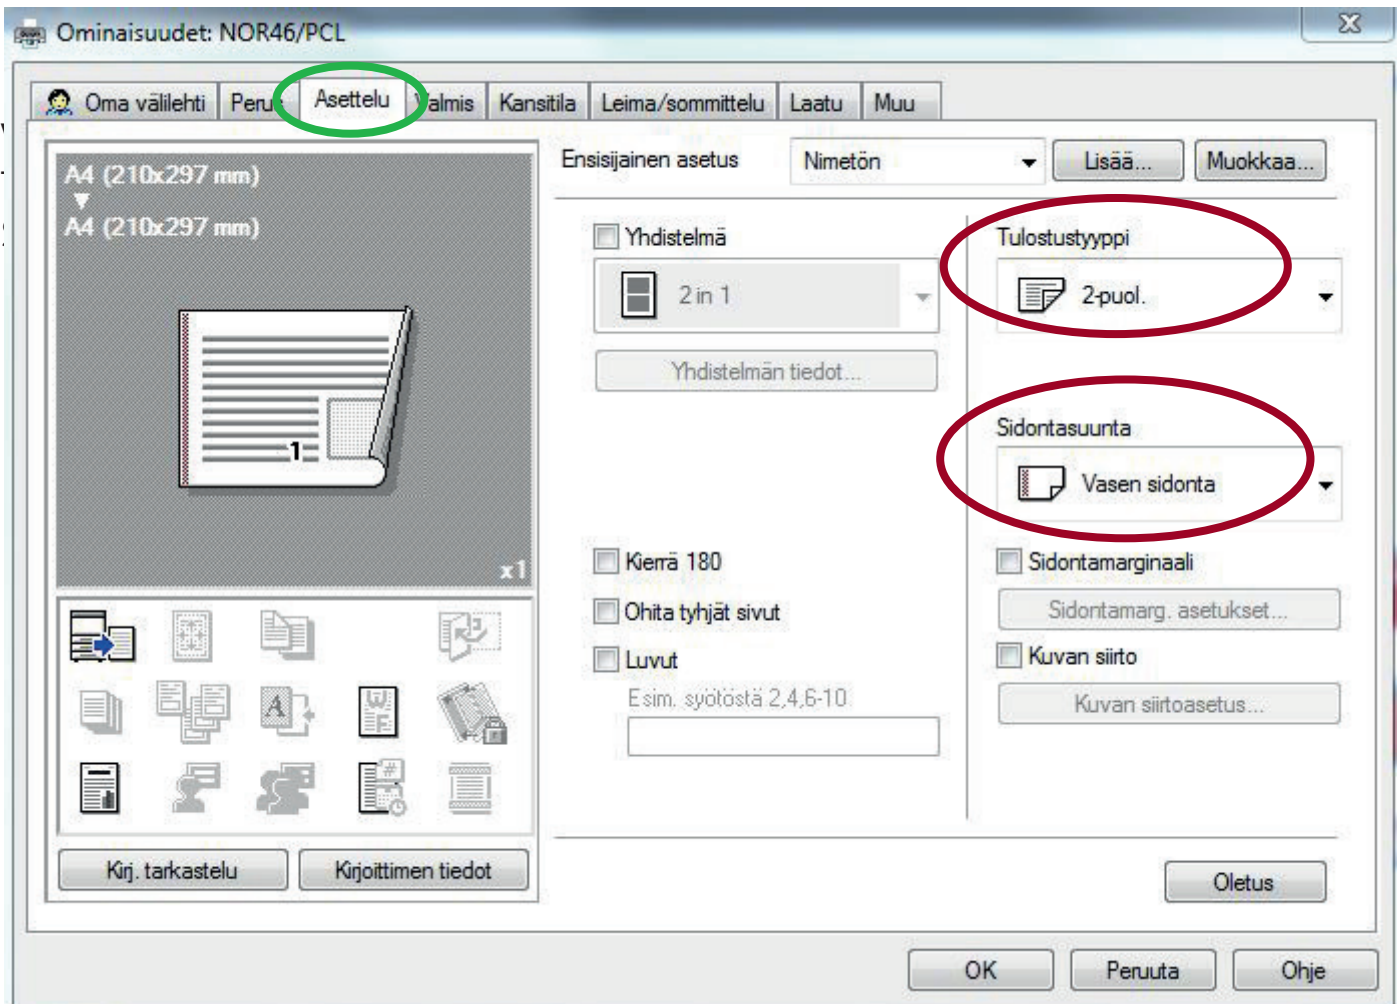 Ominaisuudet: NOR46/PCL
Oma välilehti Perus Asettelu Valmis Kansitila Leima/sommittelu Laatu Muu
A4 (210x297 mm)
A4 (210x297 mm)
1
x1
Kirj. tarkastelu Kirjoittimen tiedot
Ensisijainen asetus Nimetön Lisää... Muokkaa...
Yhdistelmä
2 in 1
Yhdistelmän tiedot...
Kierrä 180
Ohita tyhjät sivut
Luvut
Esim. syötöstä 2,4,6-10
Tulostustyyppi
2-puol.
Sidontasuunta
Vasen sidonta
Sidontamarginaali
Sidontamarg. asetukset...
Kuvan siirto
Kuvan siirtoasetus...
Oletus
OK Peruuta Ohje